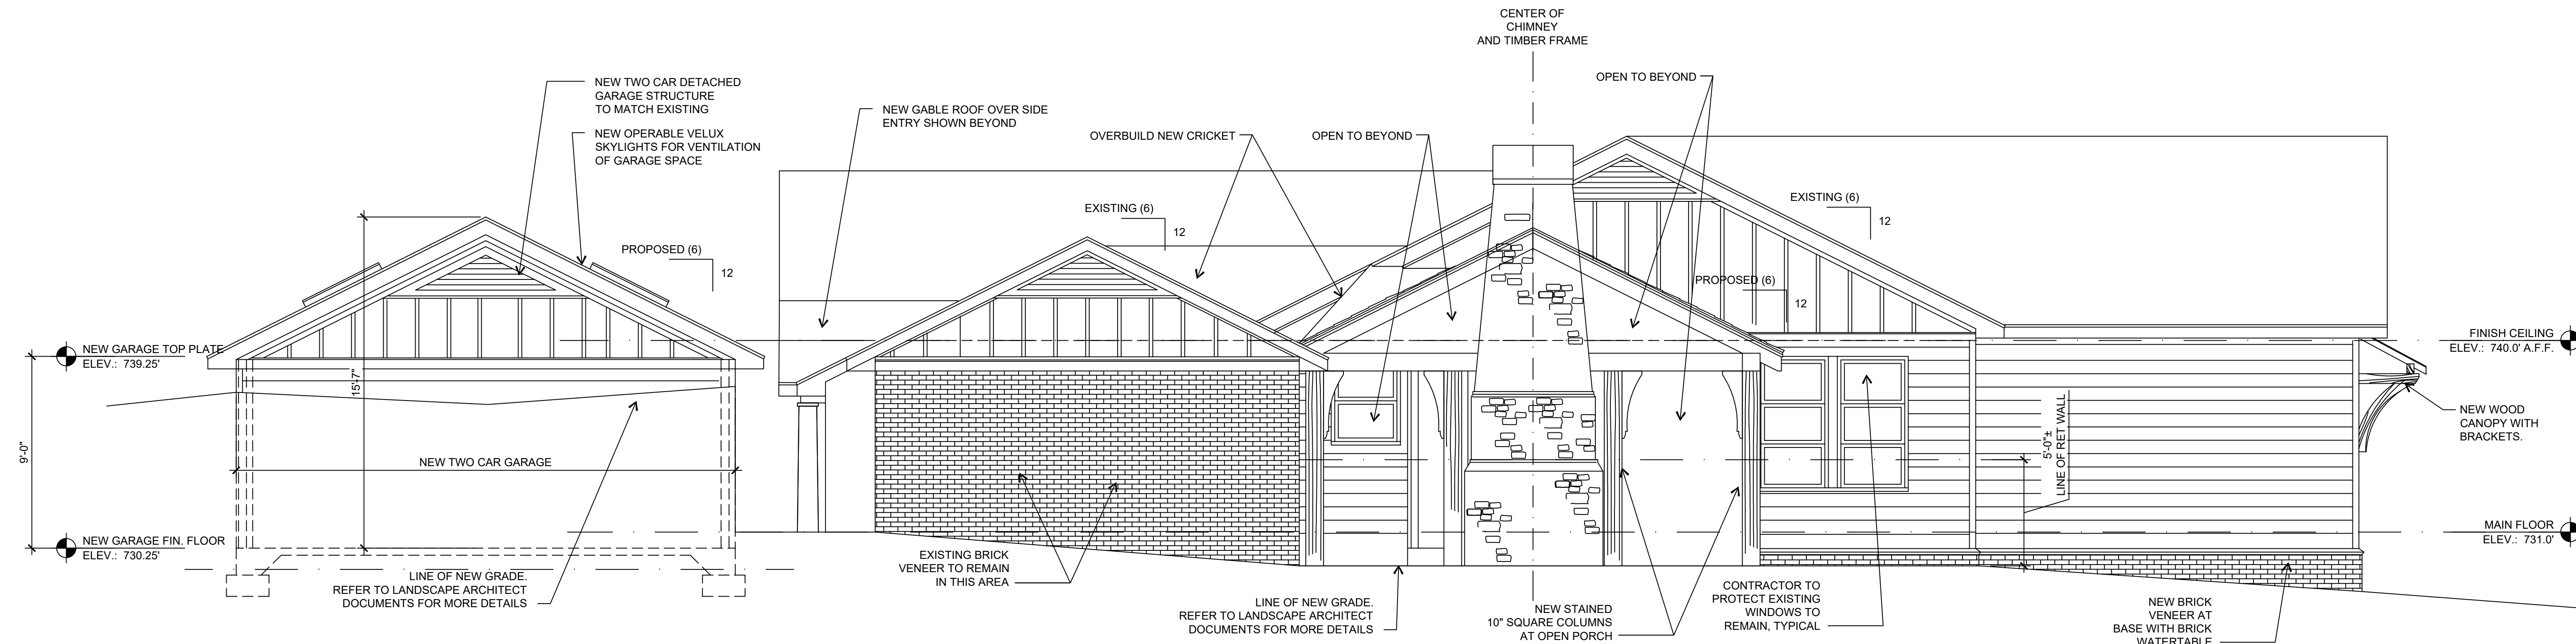 CENTER OF
CHIMNEY
AND TIMBER FRAME
NEW TWO CAR DETACHED
GARAGE STRUCTURE
TO MATCH EXISTING
NEW OPERABLE VELUX
SKYLIGHTS FOR VENTILATION
OF GARAGE SPACE
NEW GABLE ROOF OVER SIDE
ENTRY SHOWN BEYOND
OVERBUILD NEW CRICKET
OPEN TO BEYOND
OPEN TO BEYOND
EXISTING (6)
12
EXISTING (6)
12
PROPOSED (6)
12
PROPOSED (6)
12
NEW GARAGE TOP PLATE
ELEV.: 739.25'
15'-7"
9'-0"
NEW TWO CAR GARAGE
NEW GARAGE FIN. FLOOR
ELEV.: 730.25'
LINE OF NEW GRADE.
REFER TO LANDSCAPE ARCHITECT
DOCUMENTS FOR MORE DETAILS
EXISTING BRICK
VENEER TO REMAIN
IN THIS AREA
LINE OF NEW GRADE.
REFER TO LANDSCAPE ARCHITECT
DOCUMENTS FOR MORE DETAILS
NEW STAINED
10" SQUARE COLUMNS
AT OPEN PORCH
CONTRACTOR TO
PROTECT EXISTING
WINDOWS TO
REMAIN, TYPICAL
5'-0"±
LINE OF RET WALL
FINISH CEILING
ELEV.: 740.0' A.F.F.
NEW WOOD
CANOPY WITH
BRACKETS.
MAIN FLOOR
ELEV.: 731.0'
NEW BRICK
VENEER AT
BASE WITH BRICK
WATERTABLE